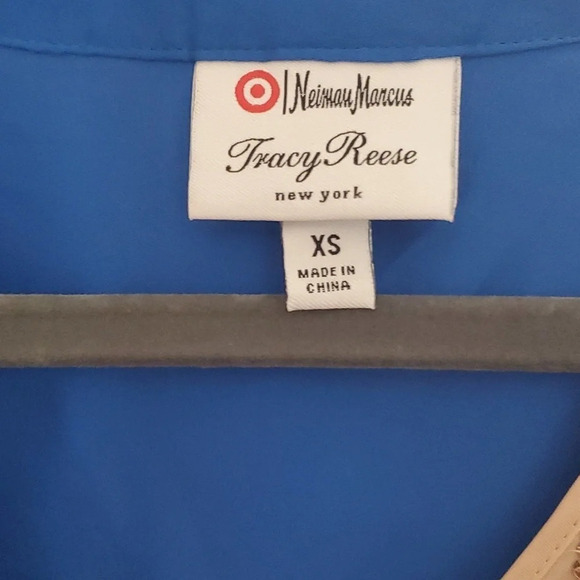 | Neiman Marcus
Tracy Reese
new york
XS
MADE IN
CHINA